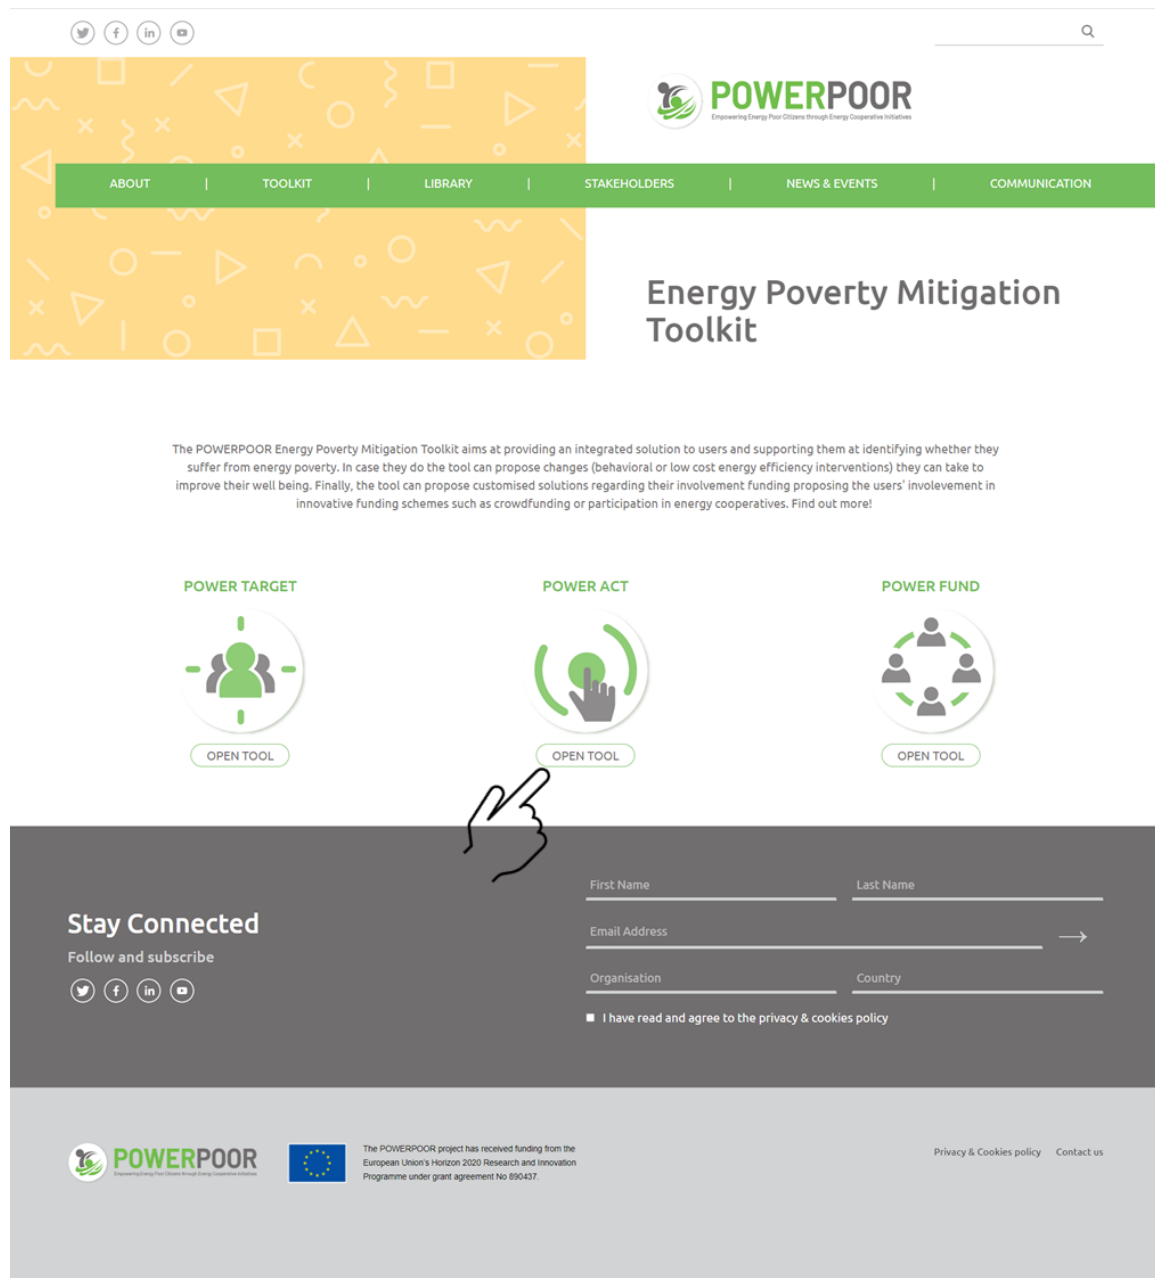 POWERPOOR
Empowering Energy Poor Citizens through Energy Cooperative Initiatives
ABOUT | TOOLKIT | LIBRARY | STAKEHOLDERS | NEWS & EVENTS | COMMUNICATION
Energy Poverty Mitigation
Toolkit
The POWERPOOR Energy Poverty Mitigation Toolkit aims at providing an integrated solution to users and supporting them at identifying whether they
suffer from energy poverty. In case they do the tool can propose changes (behavioral or low cost energy efficiency interventions) they can take to
improve their well being. Finally, the tool can propose customised solutions regarding their involvement funding proposing the users' involevement in
innovative funding schemes such as crowdfunding or participation in energy cooperatives. Find out more!
POWER TARGET
POWER ACT
POWER FUND
OPEN TOOL
OPEN TOOL
OPEN TOOL
Stay Connected
Follow and subscribe
First Name
Last Name
Email Address
Organisation
Country
I have read and agree to the privacy & cookies policy
POWERPOOR
Empowering Energy Poor Citizens through Energy Cooperative Initiatives
The POWERPOOR project has received funding from the
European Union's Horizon 2020 Research and Innovation
Programme under grant agreement No 890437.
Privacy & Cookies policy
Contact us